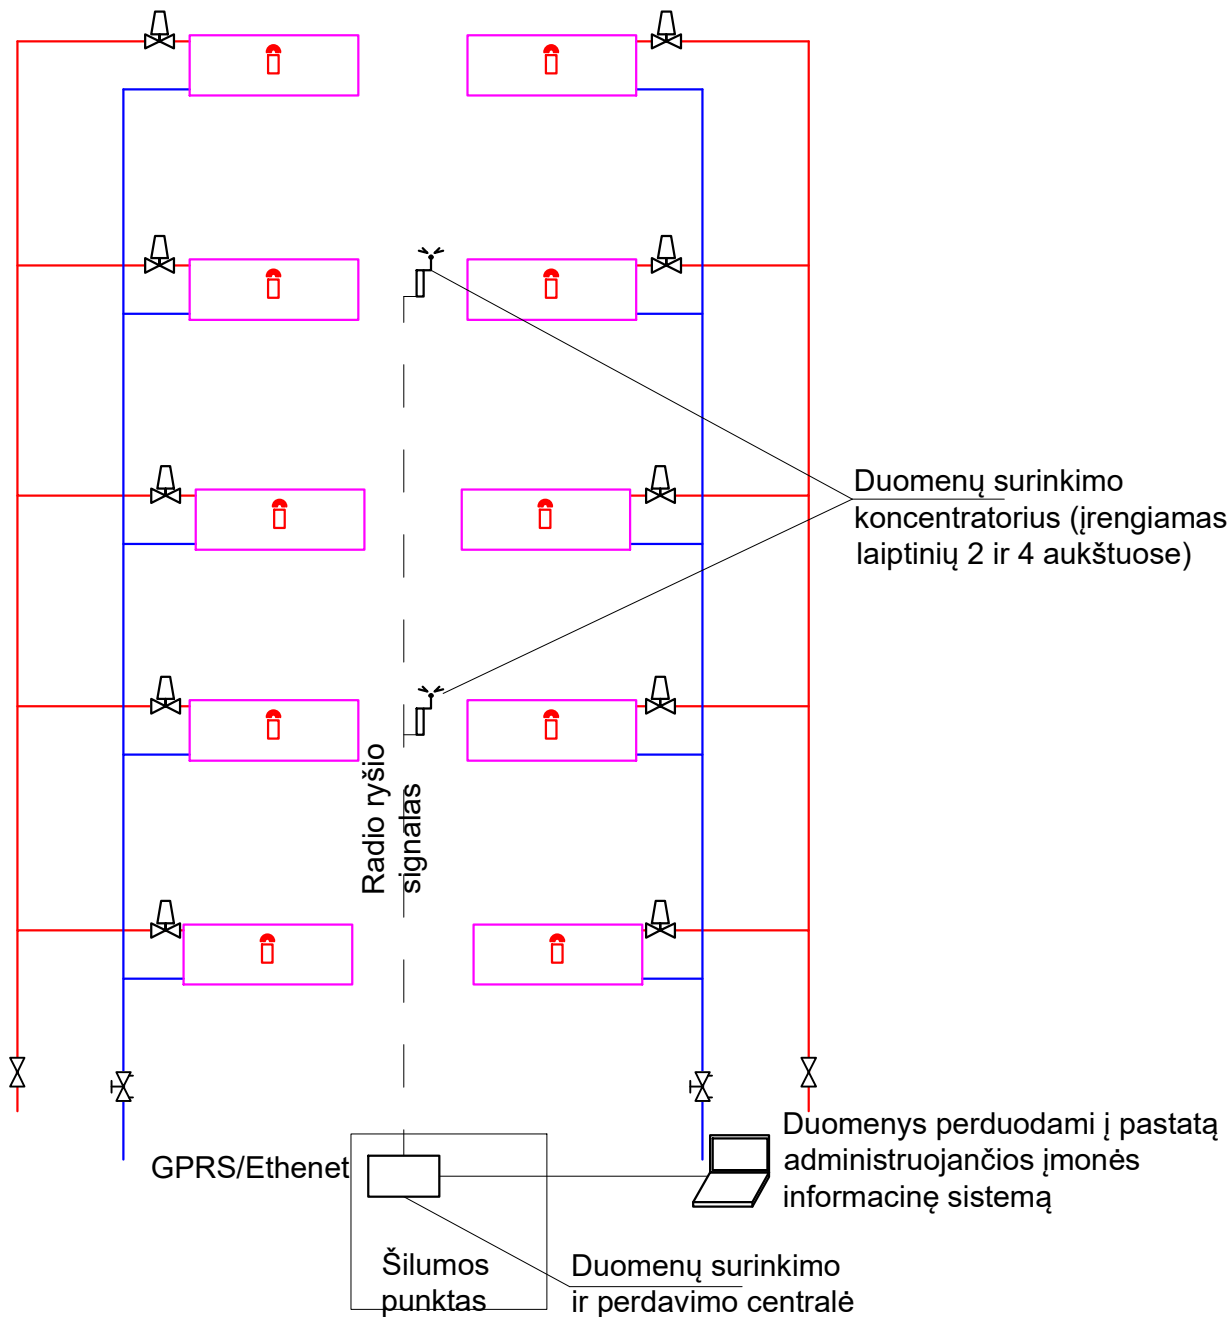 Duomenų surinkimo
koncentratorius (įrengiamas
laiptinių 2 ir 4 aukštuose)
Radio ryšio
signalas
GPRS/Ethenet
Duomenys perduodami į pastatą
administruojančios įmonės
informacinę sistemą
Šilumos
punktas
Duomenų surinkimo
ir perdavimo centralė